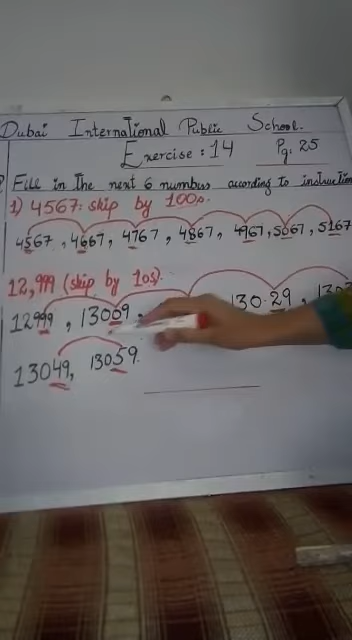 Dubai International Public School.
Exercise : 14 Pg. 25
Fill in the next 6 numbers according to
1) 4567: skip by 100s.
4567, 4667, 4767, 4867, 4967, 5067, 5167
12,999 (skip by 10s).
12999, 13009, 13029,
13049, 13059.